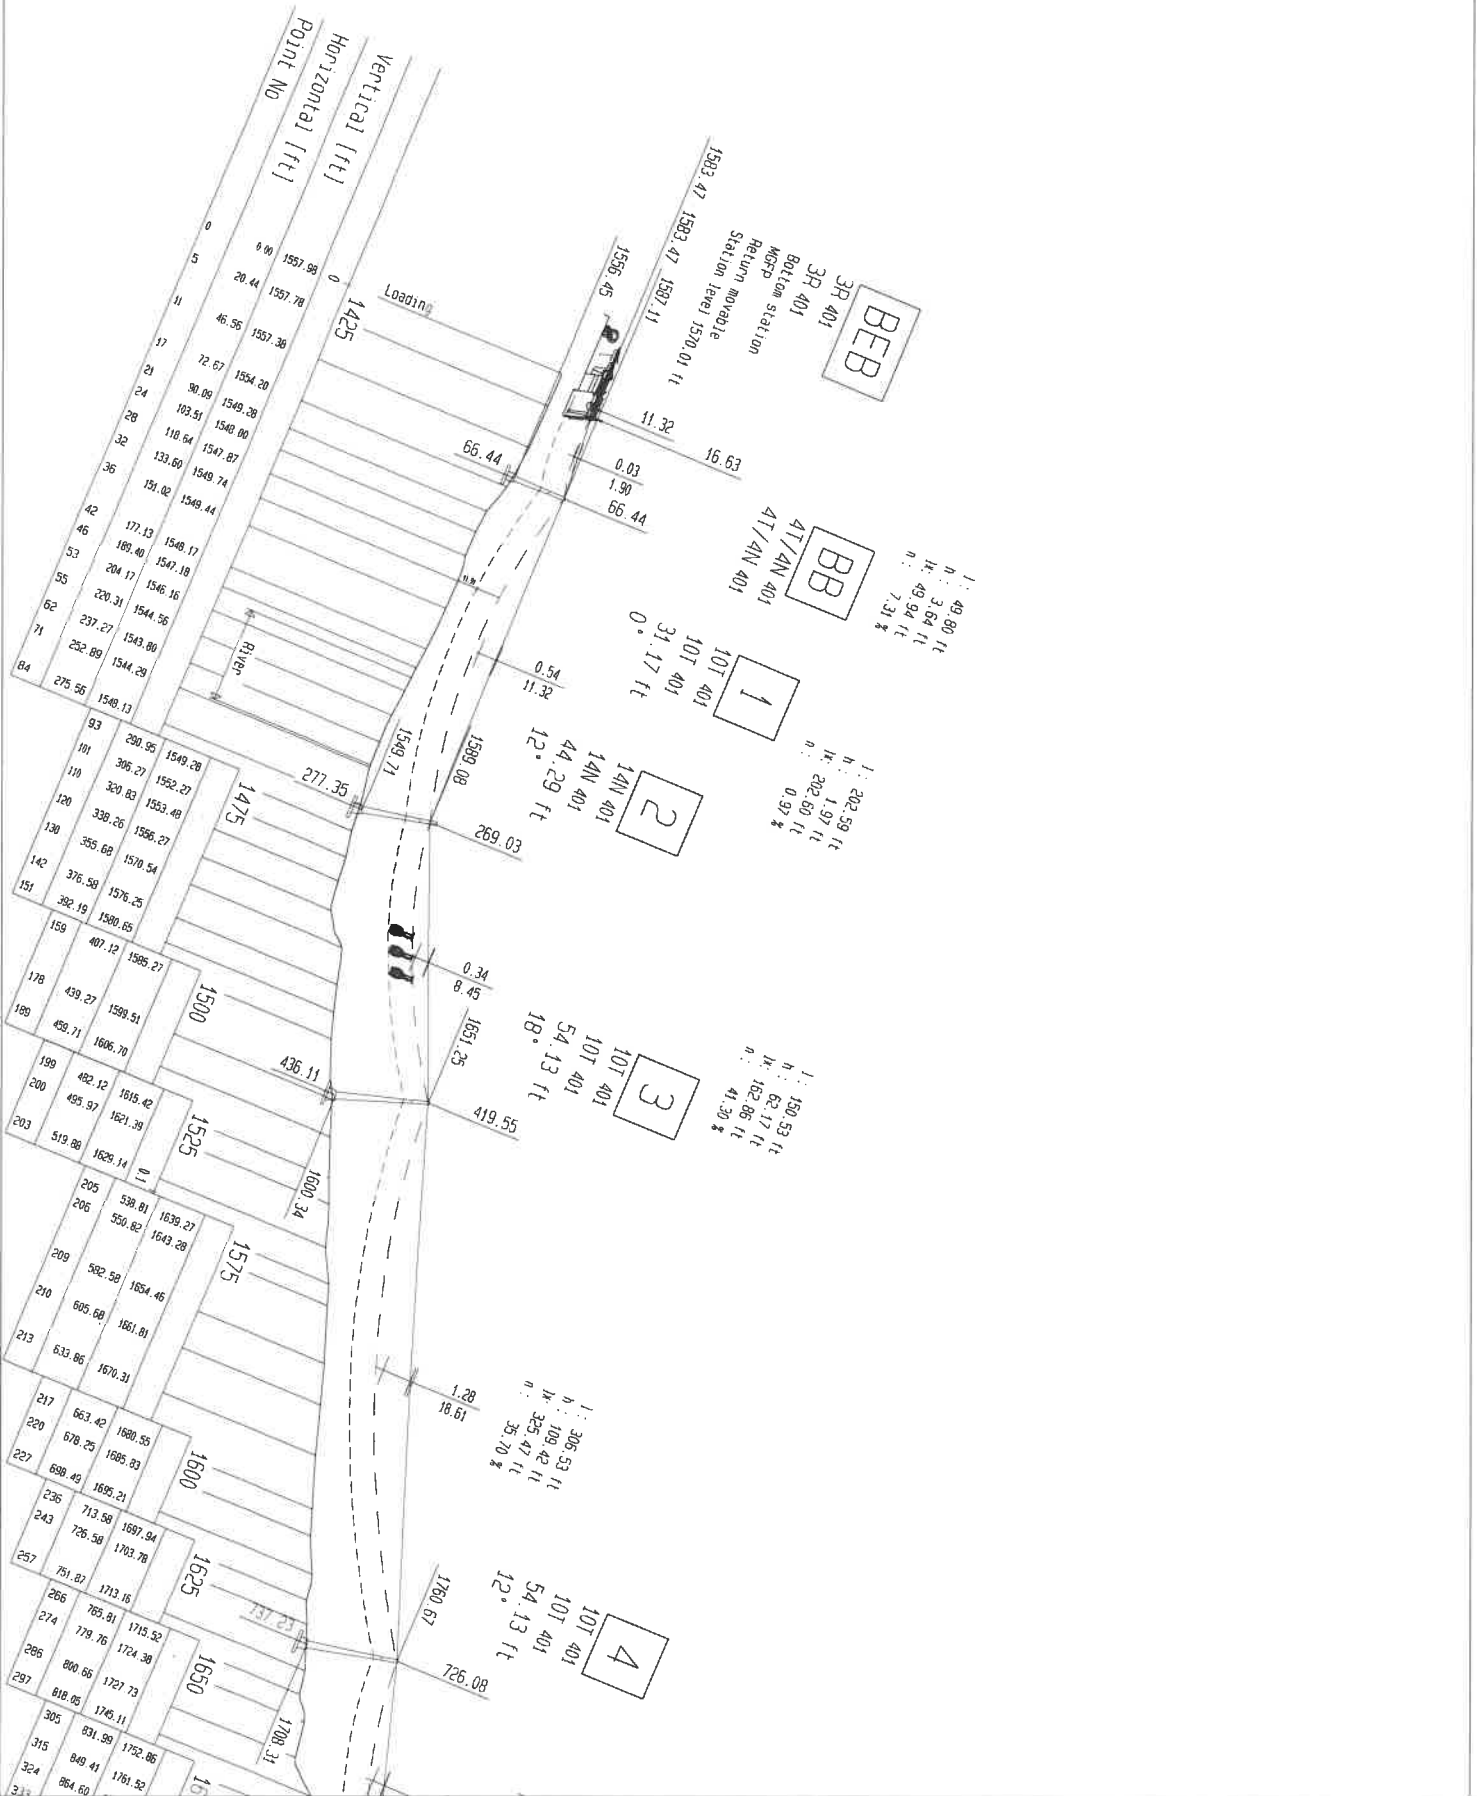 BEB
3R 401
3R 401
Bottom station
MGFP
Return movable
Station level 1570.01 ft
1583.47 1583.47 1587.11
1556.45
11.32
16.63
0.03
1.90
66.44
66.44
l: 49.80 ft
h: 3.64 ft
lk: 49.94 ft
n: 7.31 %
BB
4T/4N 401
4T/4N 401
1
10T 401
10T 401
31.17 ft
0°
0.54
11.32
l: 202.59 ft
h: 1.97 ft
lk: 202.60 ft
n: 0.97 %
2
14N 401
14N 401
44.29 ft
12°
1589.08
1549.71
277.35
269.03
0.34
8.45
l: 150.53 ft
h: 62.17 ft
lk: 162.86 ft
n: 41.30 %
3
10T 401
10T 401
54.13 ft
18°
1651.25
436.11
419.55
1600.34
1.28
18.61
l: 306.53 ft
h: 109.42 ft
lk: 325.47 ft
n: 35.70 %
4
10T 401
10T 401
54.13 ft
12°
1760.67
737.23
726.08
1708.31
Loading
River
0
1425
1475
1500
1525
0.1
1575
1600
1625
1650
Vertical [ft]
Horizontal [ft]
Point No
0 0.00 1557.98
5 20.44 1557.78
11 46.56 1557.38
17 72.67 1554.20
21 90.09 1549.28
24 103.51 1548.00
28 118.64 1547.87
32 133.60 1549.74
36 151.02 1549.44
42 177.13 1548.17
46 189.40 1547.18
53 204.17 1546.16
55 220.31 1544.56
62 237.27 1543.80
71 252.89 1544.29
84 275.56 1548.13
93 290.95 1549.28
101 306.27 1552.27
110 320.83 1553.48
120 338.26 1556.27
130 355.68 1570.54
142 376.58 1576.25
151 392.19 1580.65
159 407.12 1585.27
178 439.27 1599.51
189 459.71 1606.70
199 482.12 1615.42
200 495.97 1621.39
203 519.88 1629.14
205 538.81 1639.27
206 550.82 1643.28
209 582.58 1654.46
210 605.68 1661.81
213 633.86 1670.31
217 663.42 1680.55
220 678.25 1685.83
227 698.49 1695.21
236 713.58 1697.94
243 726.58 1703.78
257 751.87 1713.16
266 765.81 1715.52
274 779.76 1724.38
286 800.66 1727.73
297 818.05 1745.11
305 831.99 1752.86
315 849.41 1761.52
324 864.60